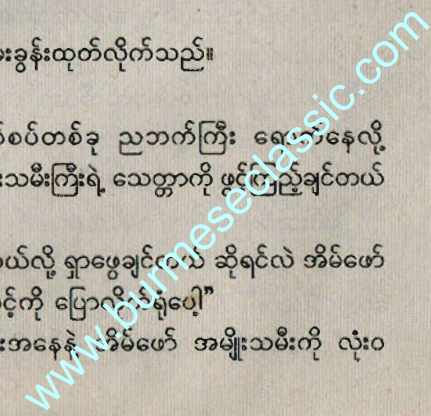 းခွန်းထုတ်လိုက်သည်။
စပ်တစ်ခု ညဘက်ကြီး နေလို့
းသမီးကြီးရဲ့ သေတ္တာကို ဖွင့်ကြည့်ချင်တယ်
ယ်လို့ ရှာဖွေချင်တယ် ဆိုရင်လဲ အိမ်ဖော်
င့်ကို ပြောလိုက်ရုံပေါ့”
းအနေနဲ့ အိမ်ဖော် အမျိုးသမီးကို လုံးဝ
www.burmeseclassic.com